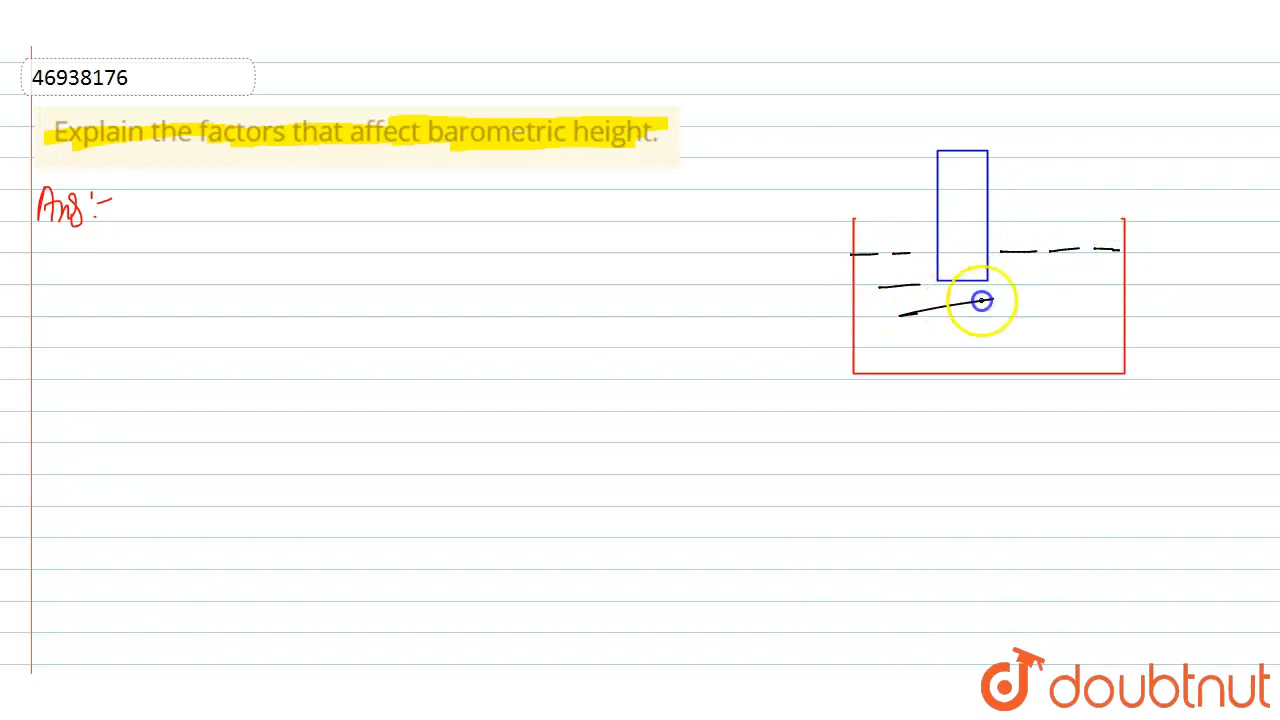 46938176
Explain the factors that affect barometric height.
Ans:-
doubtnut